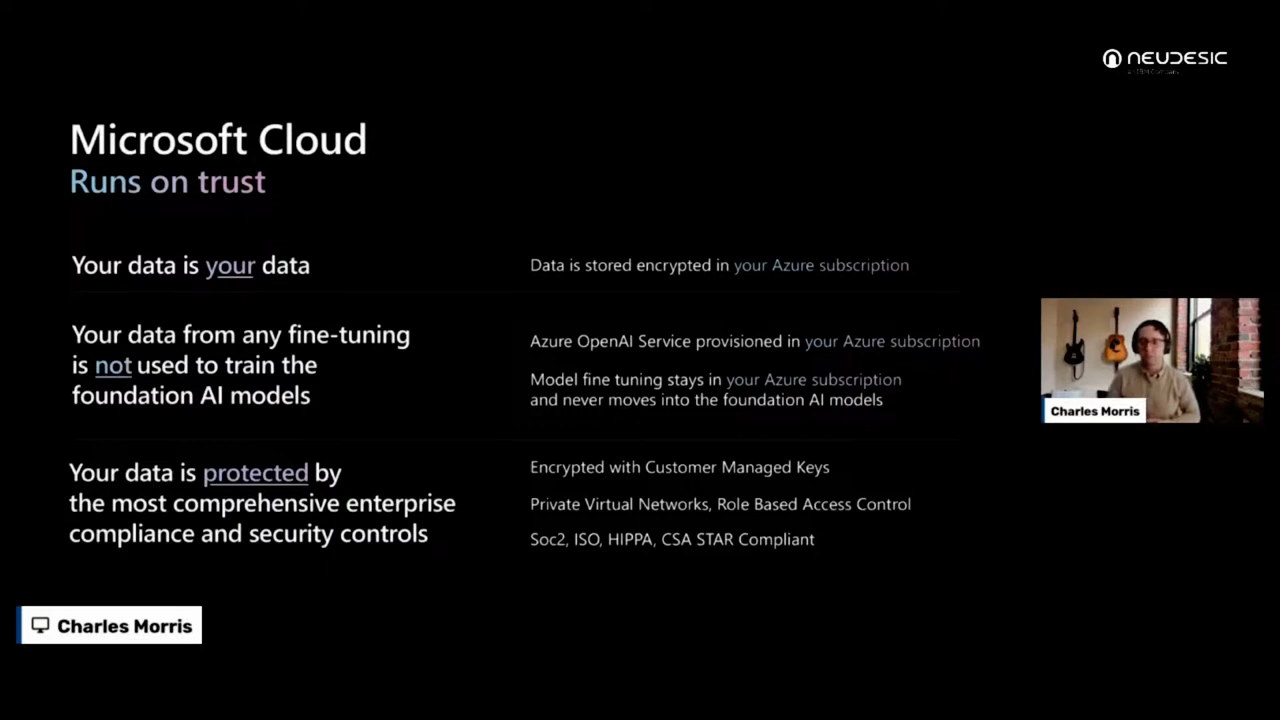 NEUDESIC
an IBM Company
Microsoft Cloud
Runs on trust
Your data is your data
Data is stored encrypted in your Azure subscription
Your data from any fine-tuning
is not used to train the
foundation AI models
Azure OpenAI Service provisioned in your Azure subscription
Model fine tuning stays in your Azure subscription
and never moves into the foundation AI models
Your data is protected by
the most comprehensive enterprise
compliance and security controls
Encrypted with Customer Managed Keys
Private Virtual Networks, Role Based Access Control
Soc2, ISO, HIPPA, CSA STAR Compliant
Charles Morris
Charles Morris